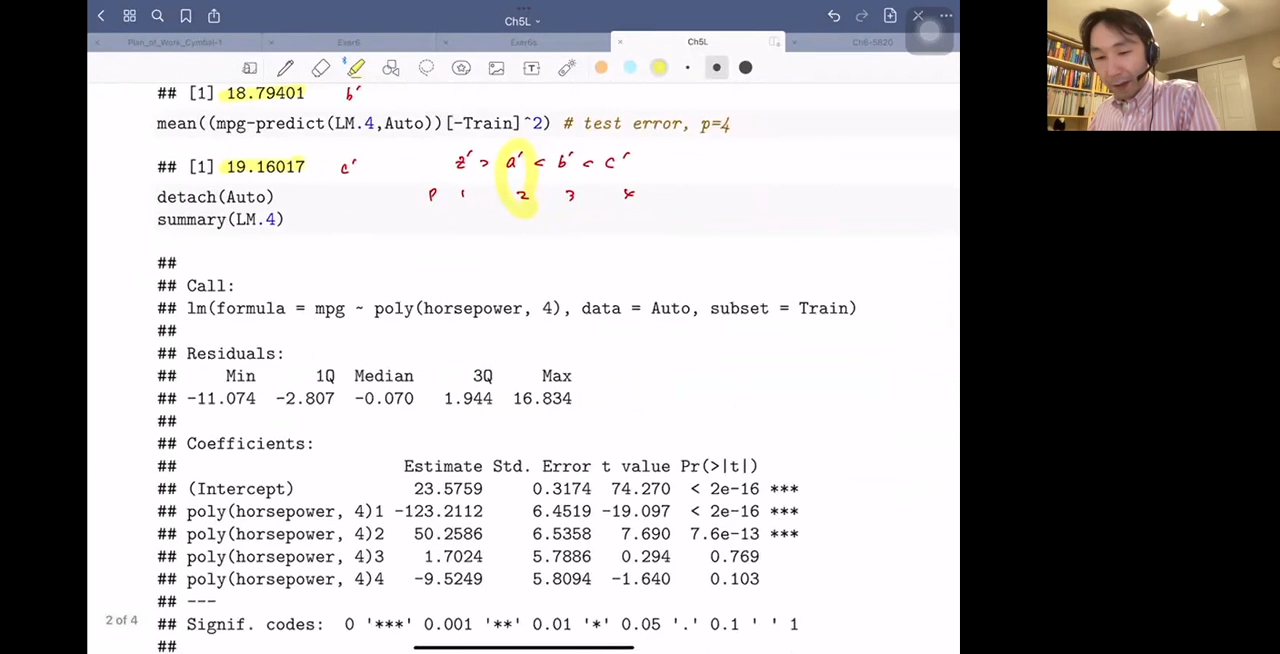 Ch5L
Plan_of_Work_Cymbal-1
Exer6
Exer6s
Ch5L
Ch6-5820
## [1] 18.79401 b'
mean((mpg-predict(LM.4,Auto))[-Train]^2) # test error, p=4
## [1] 19.16017 c' z' > a' < b' < c'
detach(Auto) P 1 2 3 4
summary(LM.4)
##
## Call:
## lm(formula = mpg ~ poly(horsepower, 4), data = Auto, subset = Train)
##
## Residuals:
## Min 1Q Median 3Q Max
## -11.074 -2.807 -0.070 1.944 16.834
##
## Coefficients:
## Estimate Std. Error t value Pr(>|t|)
## (Intercept) 23.5759 0.3174 74.270 < 2e-16 ***
## poly(horsepower, 4)1 -123.2112 6.4519 -19.097 < 2e-16 ***
## poly(horsepower, 4)2 50.2586 6.5358 7.690 7.6e-13 ***
## poly(horsepower, 4)3 1.7024 5.7886 0.294 0.769
## poly(horsepower, 4)4 -9.5249 5.8094 -1.640 0.103
## ---
2 of 4
## Signif. codes: 0 '***' 0.001 '**' 0.01 '*' 0.05 '.' 0.1 ' ' 1
##